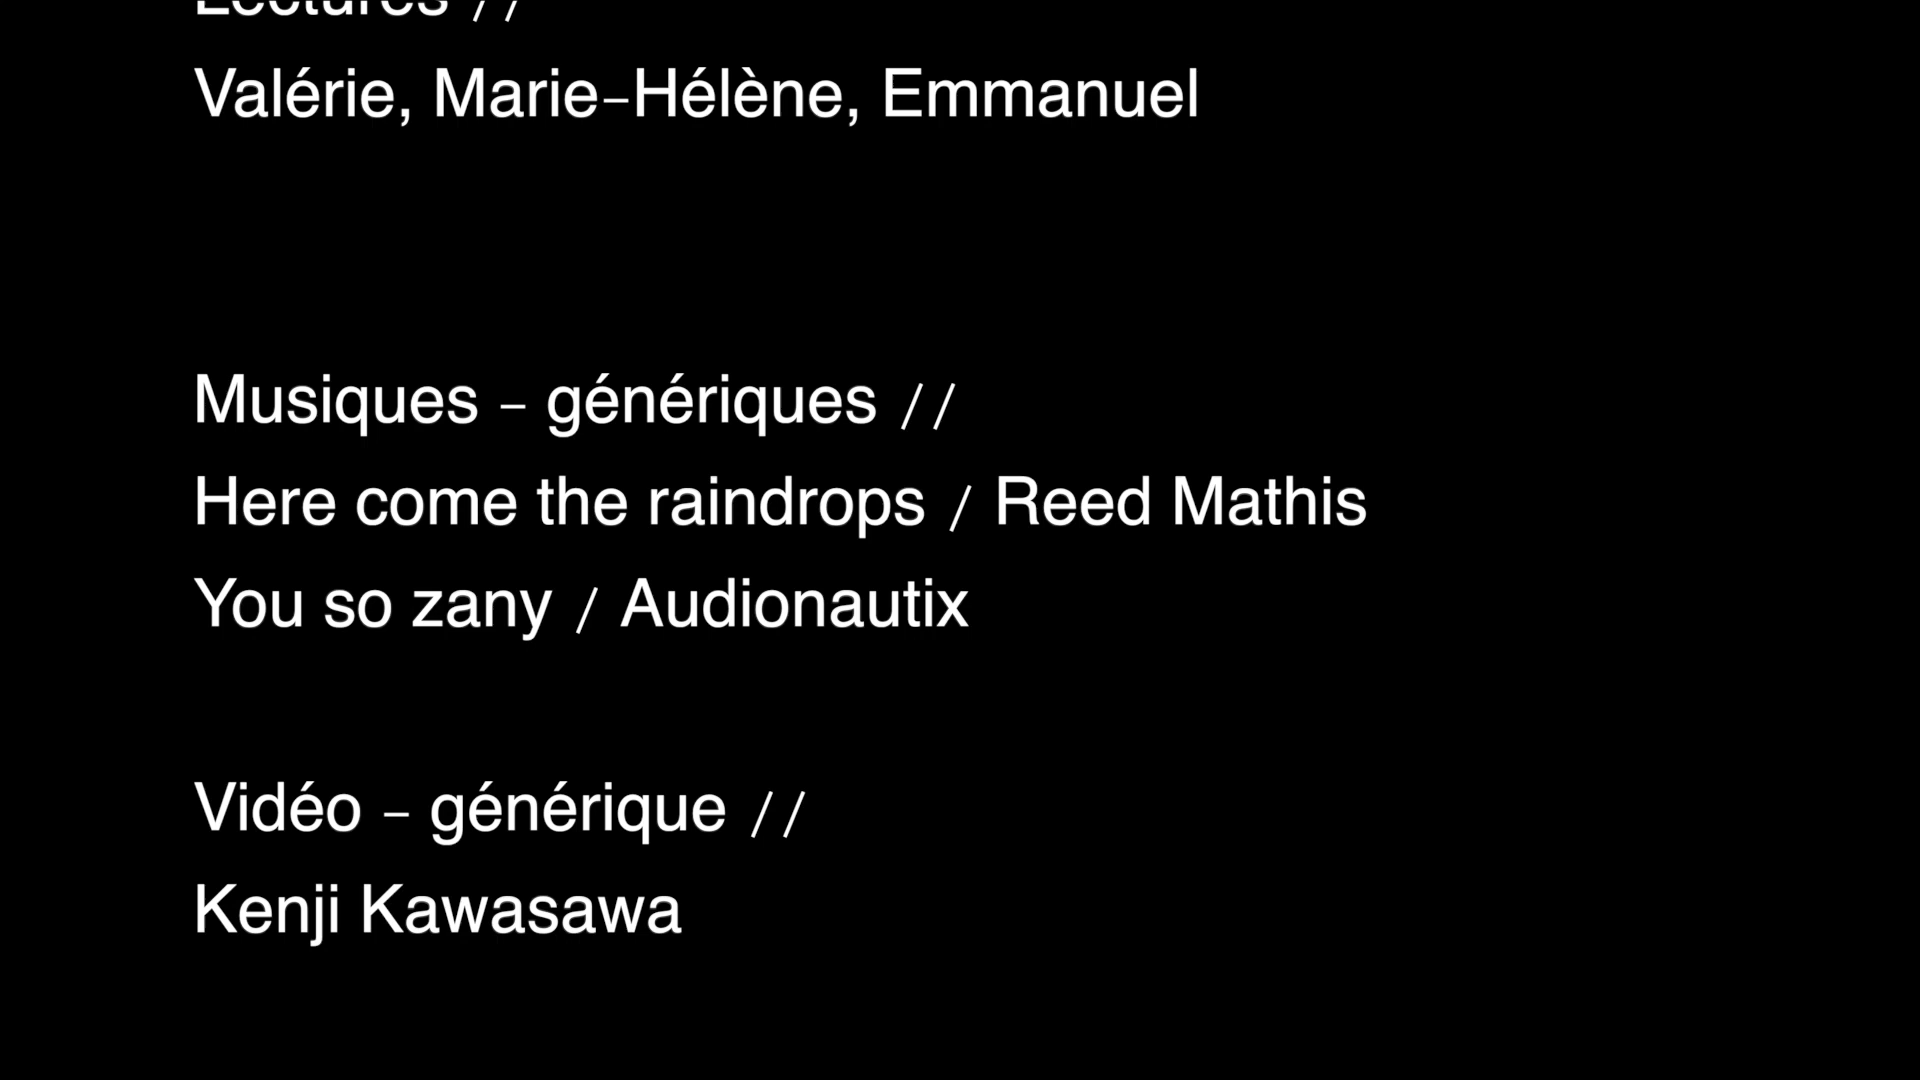 Lectures //
Valérie, Marie-Hélène, Emmanuel
Musiques - génériques //
Here come the raindrops / Reed Mathis
You so zany / Audionautix
Vidéo - générique //
Kenji Kawasawa